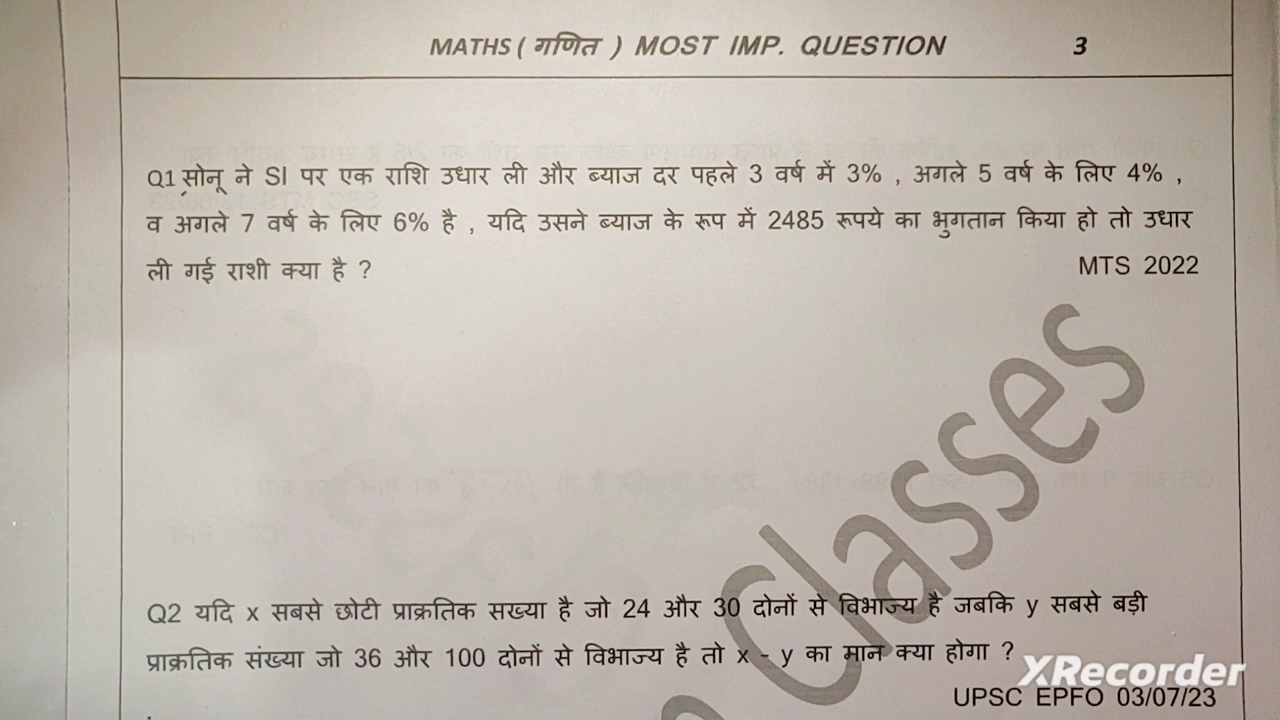 MATHS ( गणित ) MOST IMP. QUESTION 3
Q1 सोनू ने SI पर एक राशि उधार ली और ब्याज दर पहले 3 वर्ष में 3% , अगले 5 वर्ष के लिए 4% ,
व अगले 7 वर्ष के लिए 6% है , यदि उसने ब्याज के रूप में 2485 रूपये का भुगतान किया हो तो उधार
ली गई राशी क्या है ? MTS 2022
Classes
Q2 यदि x सबसे छोटी प्राक्रतिक सख्या है जो 24 और 30 दोनों से विभाज्य है जबकि y सबसे बड़ी
प्राक्रतिक संख्या जो 36 और 100 दोनों से विभाज्य है तो x - y का मान क्या होगा ?
XRecorder
UPSC EPFO 03/07/23